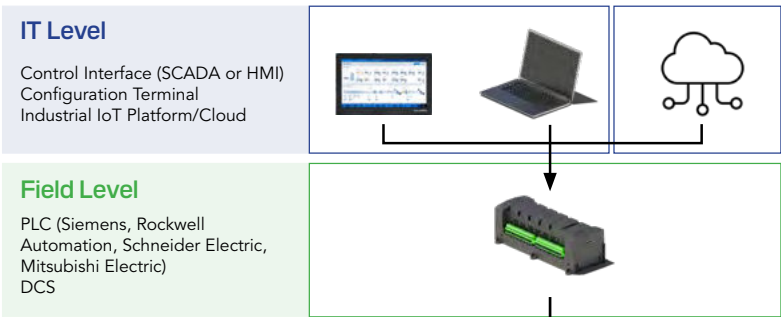 IT Level
Control Interface (SCADA or HMI)
Configuration Terminal
Industrial IoT Platform/Cloud
Field Level
PLC (Siemens, Rockwell
Automation, Schneider Electric,
Mitsubishi Electric)
DCS